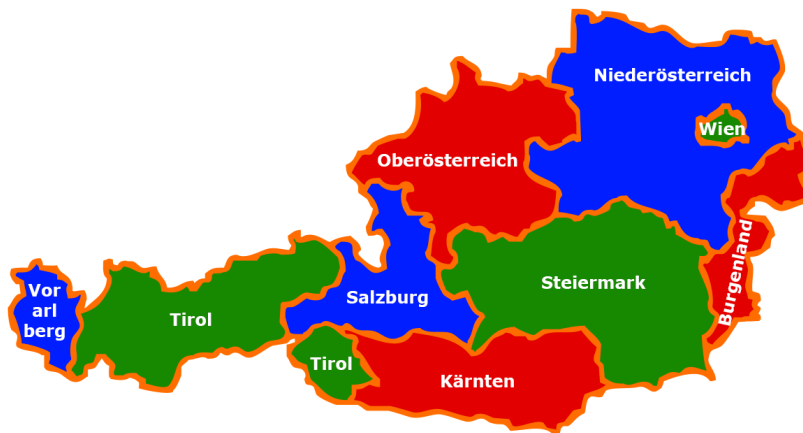 Niederösterreich
Wien
Oberösterreich
Burgenland
Steiermark
Salzburg
Vor
arl
berg
Tirol
Tirol
Kärnten